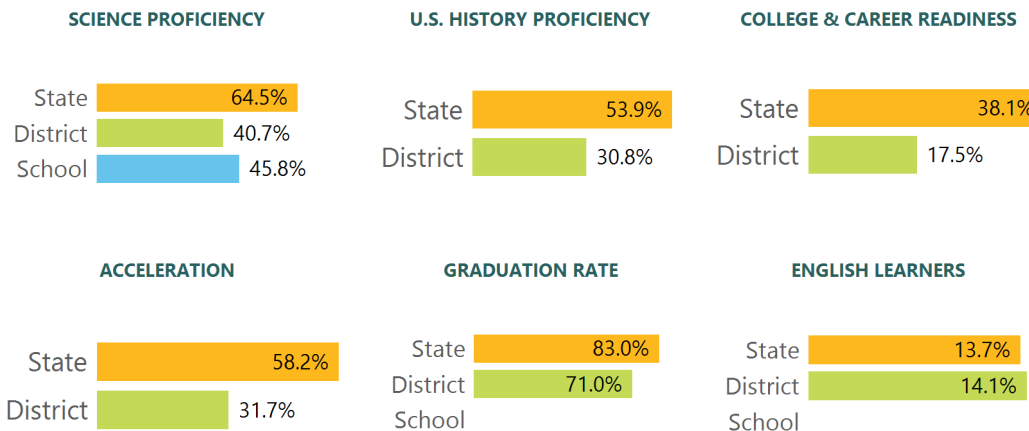 SCIENCE PROFICIENCY
State 64.5%
District 40.7%
School 45.8%
U.S. HISTORY PROFICIENCY
State 53.9%
District 30.8%
COLLEGE & CAREER READINESS
State 38.1%
District 17.5%
ACCELERATION
State 58.2%
District 31.7%
GRADUATION RATE
State 83.0%
District 71.0%
School
ENGLISH LEARNERS
State 13.7%
District 14.1%
School